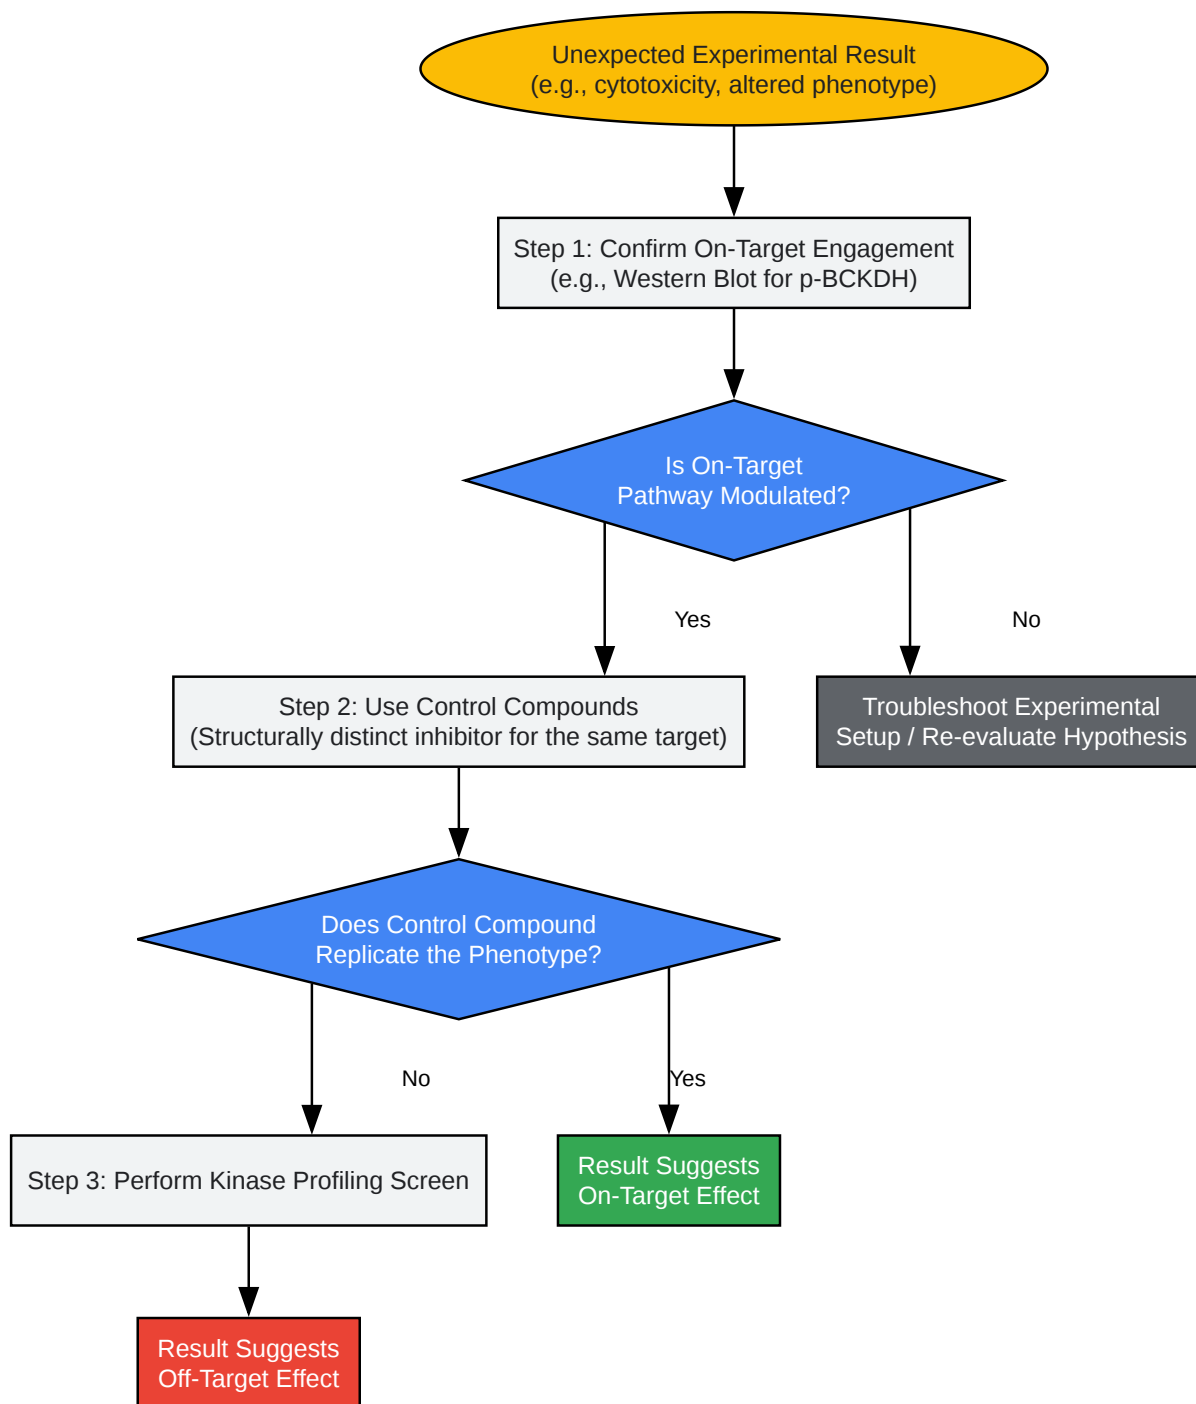 Unexpected Experimental Result
(e.g., cytotoxicity, altered phenotype)
Step 1: Confirm On-Target Engagement
(e.g., Western Blot for p-BCKDH)
Is On-Target
Pathway Modulated?
Yes
No
Step 2: Use Control Compounds
(Structurally distinct inhibitor for the same target)
Troubleshoot Experimental
Setup / Re-evaluate Hypothesis
Does Control Compound
Replicate the Phenotype?
No
Yes
Step 3: Perform Kinase Profiling Screen
Result Suggests
On-Target Effect
Result Suggests
Off-Target Effect